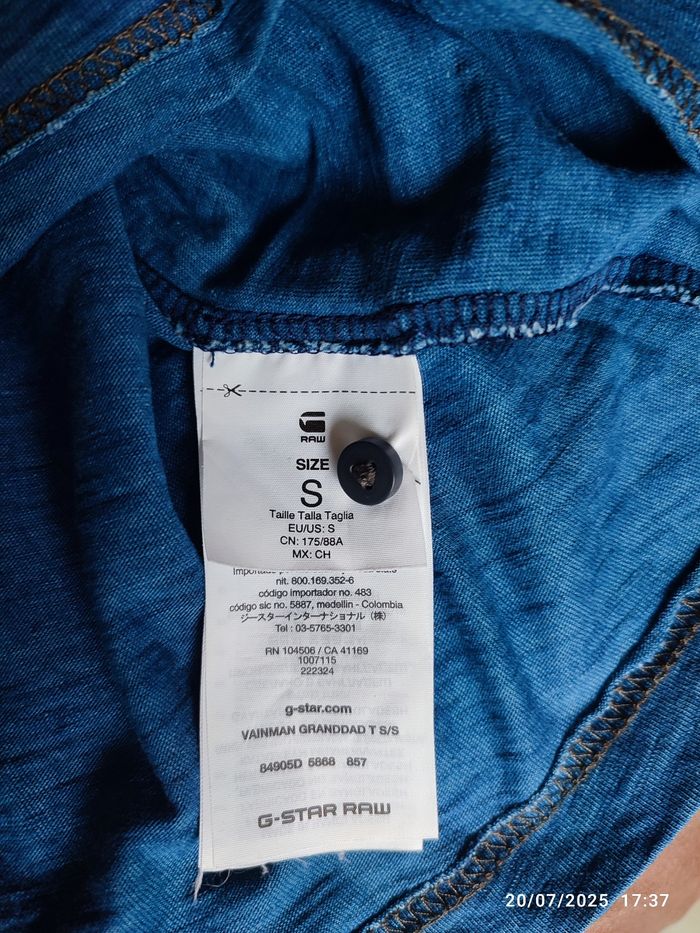 RAW
SIZE
S
Taille Talla Taglia
EU/US: S
CN: 175/88A
MX: CH
nit. 800.169.352-6
código importador no. 483
código sic no. 5887, medellin - Colombia
ジースターインターナショナル（株）
Tel : 03-5765-3301
RN 104506 / CA 41169
1007115
222324
g-star.com
VAINMAN GRANDDAD T S/S
84905D 5868 857
G-STAR RAW
20/07/2025 17:37